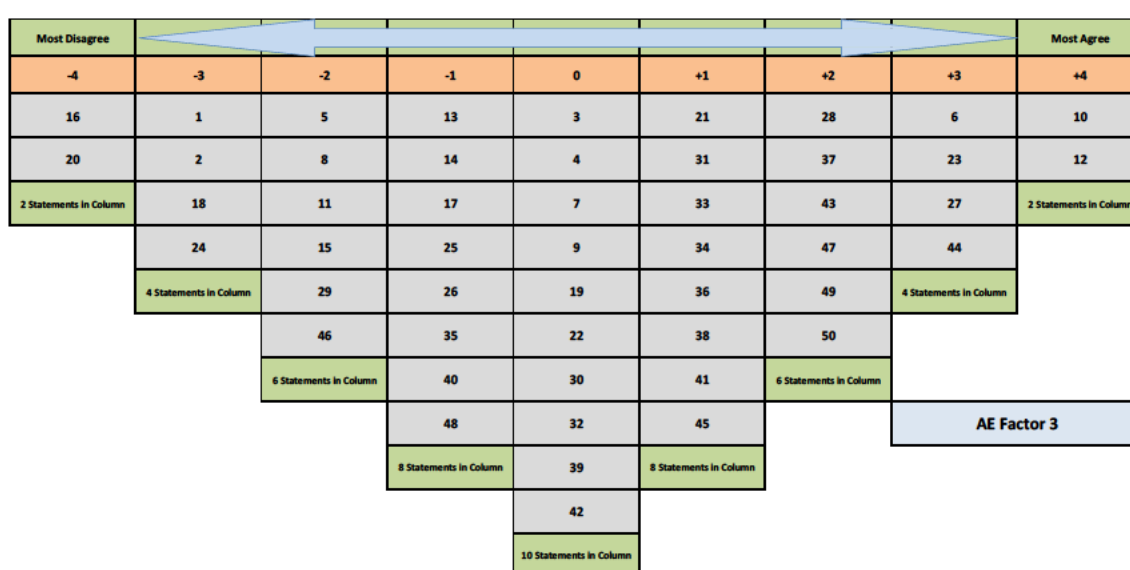 Most Disagree Most Agree
-4 -3 -2 -1 0 +1 +2 +3 +4
16 1 5 13 3 21 28 6 10
20 2 8 14 4 31 37 23 12
2 Statements in Column 18 11 17 7 33 43 27 2 Statements in Column
24 15 25 9 34 47 44
4 Statements in Column 29 26 19 36 49 4 Statements in Column
46 35 22 38 50
6 Statements in Column 40 30 41 6 Statements in Column
48 32 45 AE Factor 3
8 Statements in Column 39 8 Statements in Column
42
10 Statements in Column